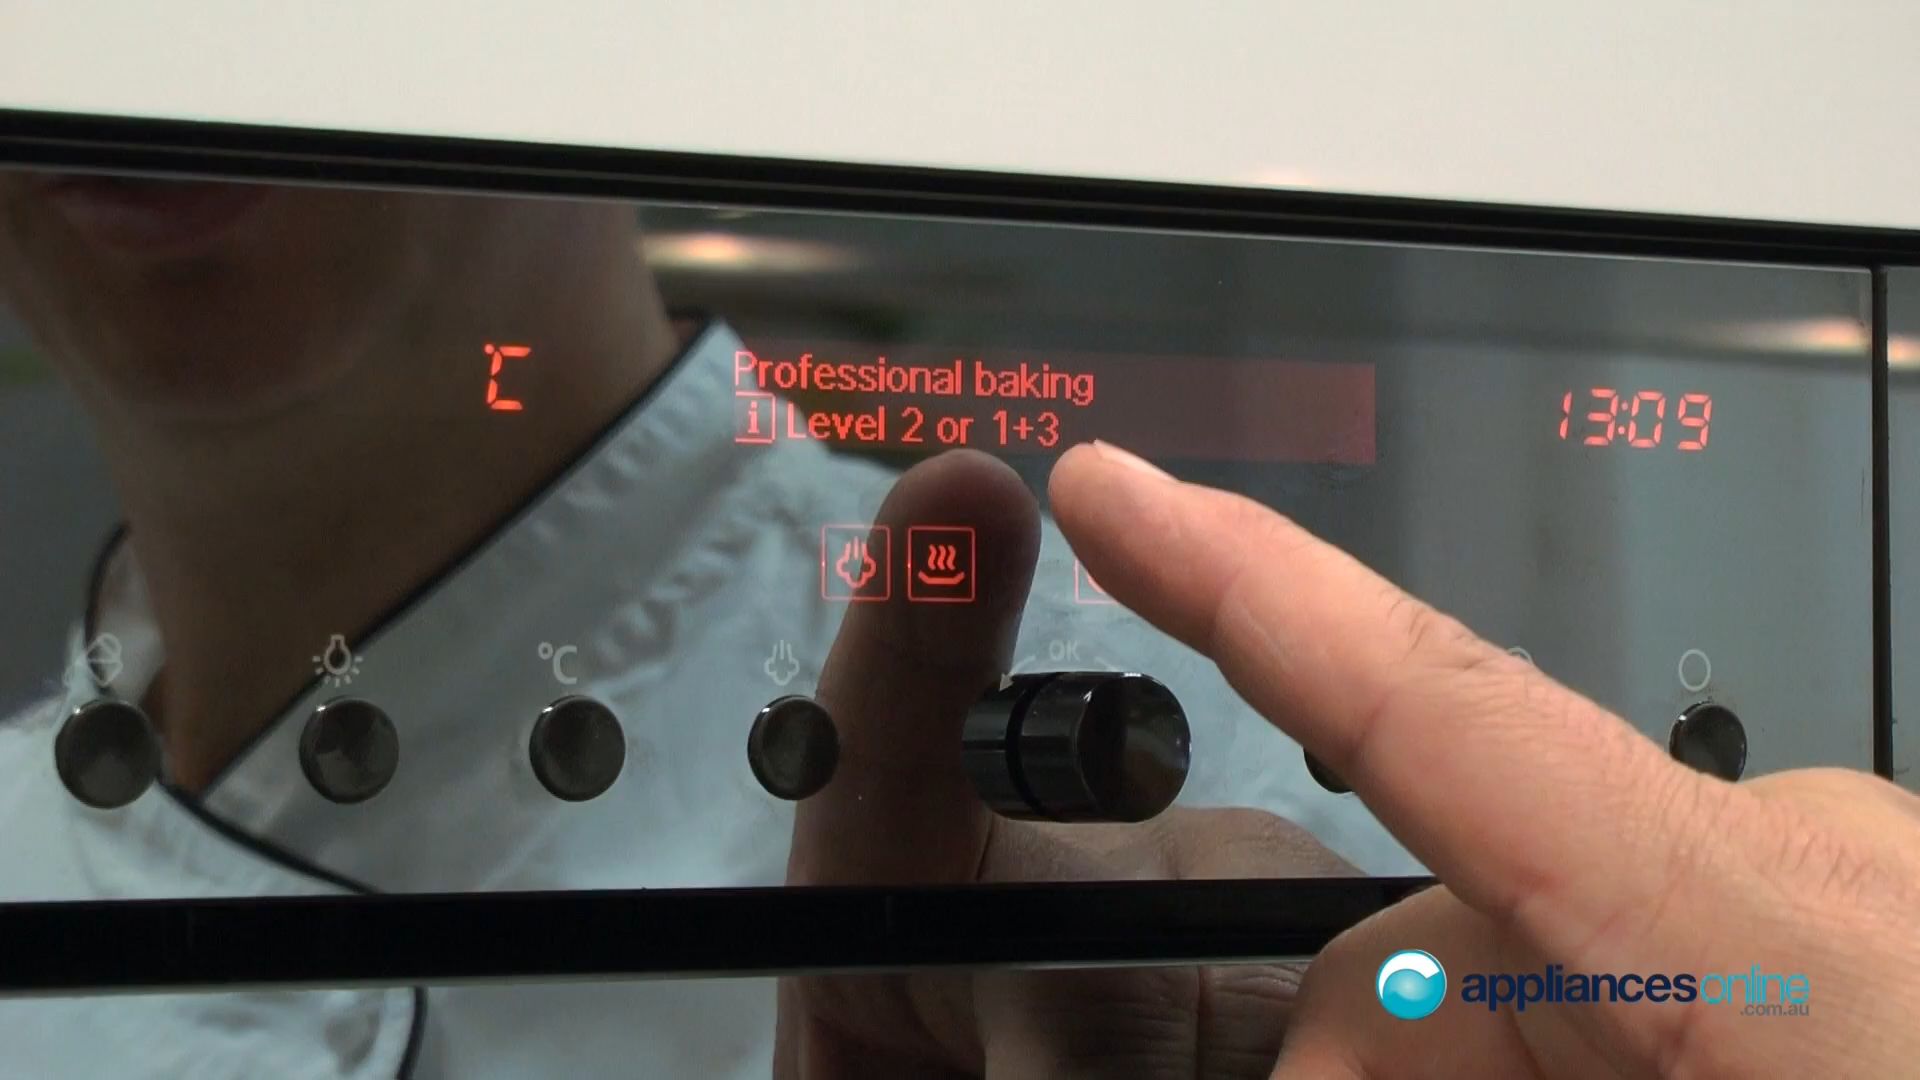 °C
Professional baking
i Level 2 or 1+3
13:09
°C
OK
appliancesonline
.com.au